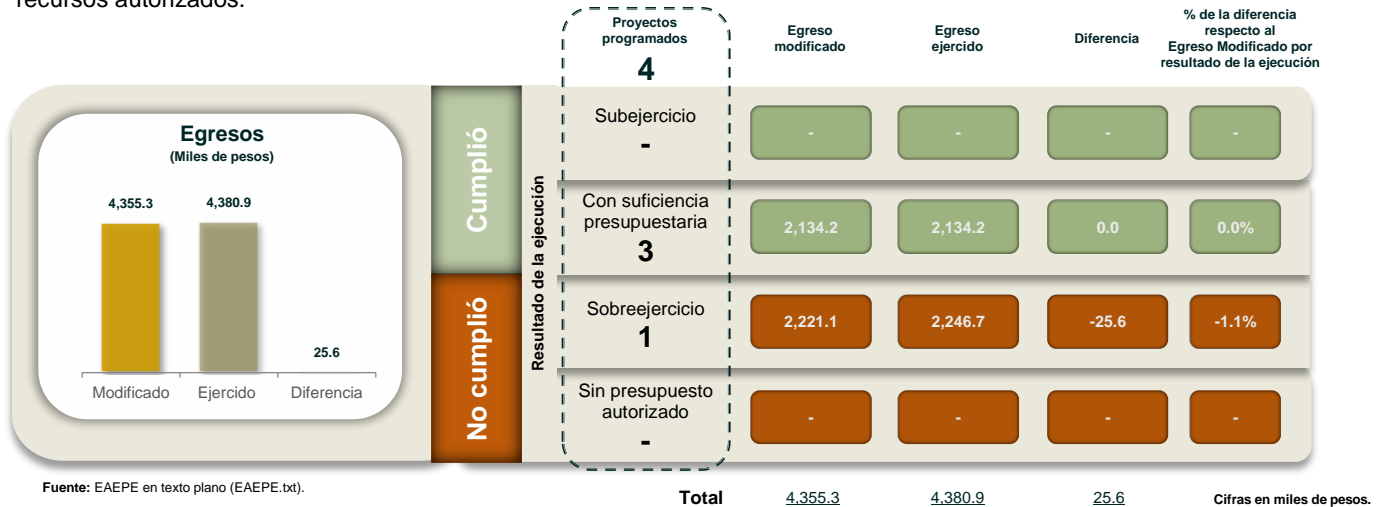 recursos autorizados.
Proyectos
programados
4
Egreso
modificado
Egreso
ejercido
Diferencia
% de la diferencia
respecto al
Egreso Modificado por
resultado de la ejecución
Egresos
(Miles de pesos)
4,355.3
4,380.9
25.6
Modificado
Ejercido
Diferencia
Cumplió
No cumplió
Resultado de la ejecución
Subejercicio
-
-
-
-
-
Con suficiencia
presupuestaria
3
2,134.2
2,134.2
0.0
0.0%
Sobreejercicio
1
2,221.1
2,246.7
-25.6
-1.1%
Sin presupuesto
autorizado
-
-
-
-
-
Fuente: EAEPE en texto plano (EAEPE.txt).
Total
4,355.3
4,380.9
25.6
Cifras en miles de pesos.